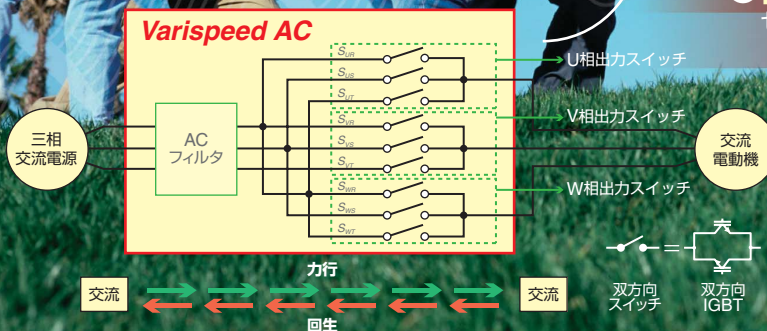 Varispeed AC
SUR
SUS
SUT
U相出力スイッチ
SVR
SVS
SVT
V相出力スイッチ
三相
交流電源
AC
フィルタ
交流
電動機
SWR
SWS
SWT
W相出力スイッチ
力行
交流
交流
回生
=
双方向
スイッチ
双方向
IGBT